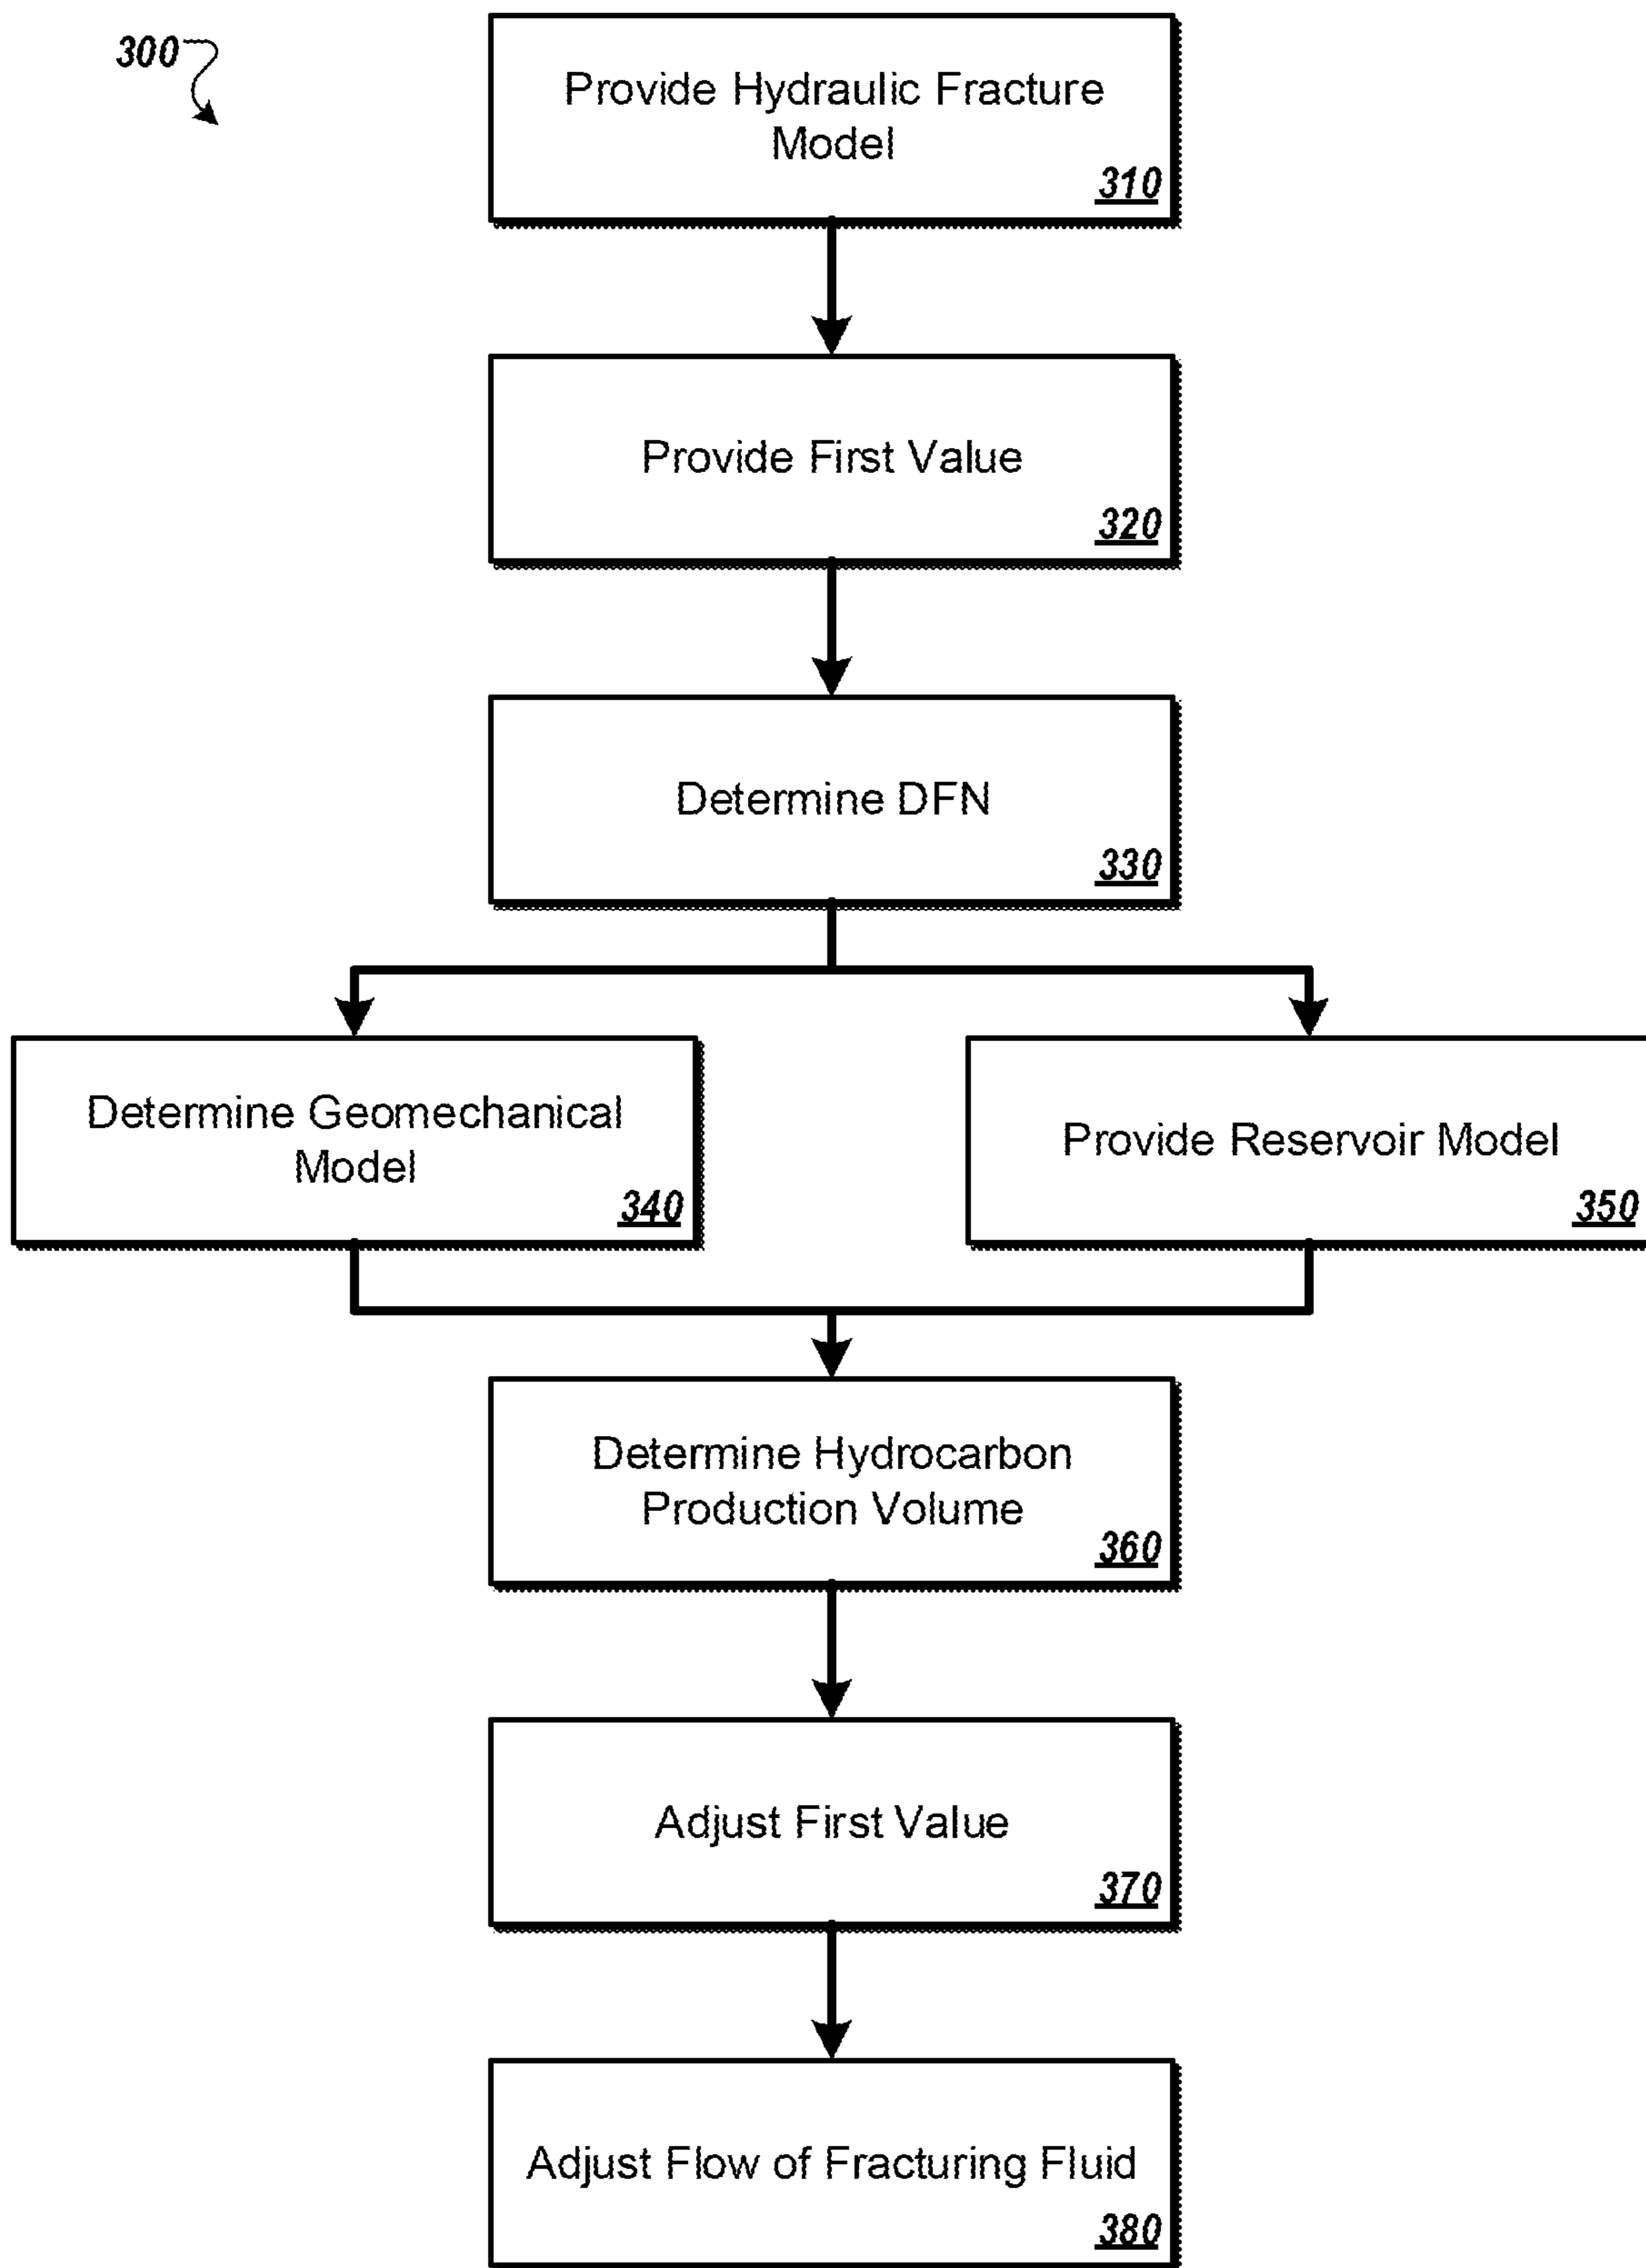 300
Provide Hydraulic Fracture
Model
310
Provide First Value
320
Determine DFN
330
Determine Geomechanical
Model
340
Provide Reservoir Model
350
Determine Hydrocarbon
Production Volume
360
Adjust First Value
370
Adjust Flow of Fracturing Fluid
380